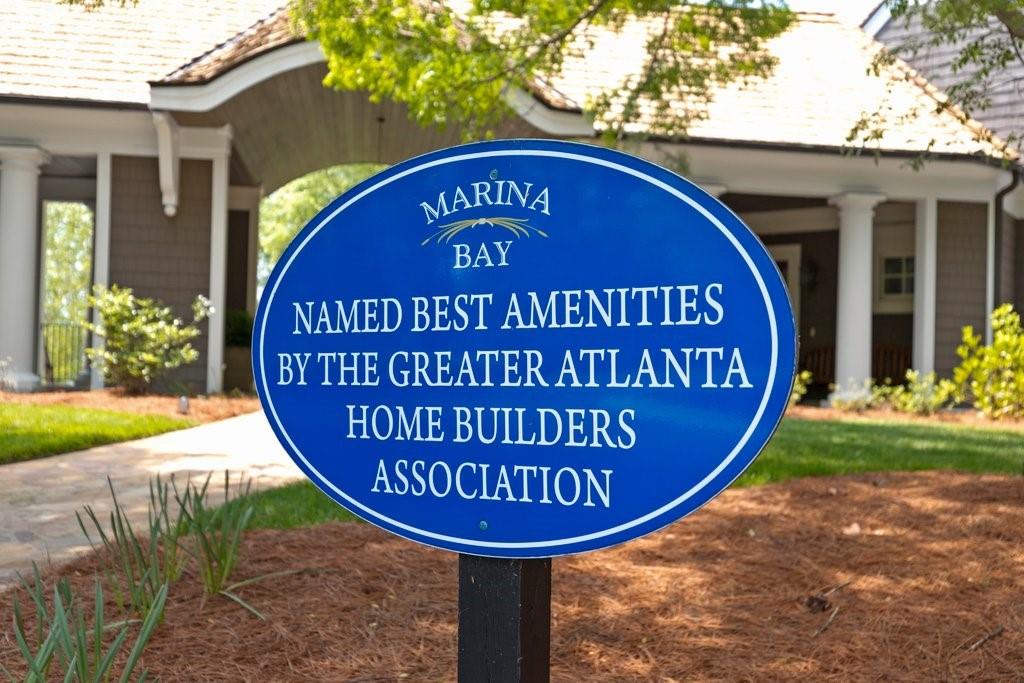 MARINA
BAY
NAMED BEST AMENITIES
BY THE GREATER ATLANTA
HOME BUILDERS
ASSOCIATION